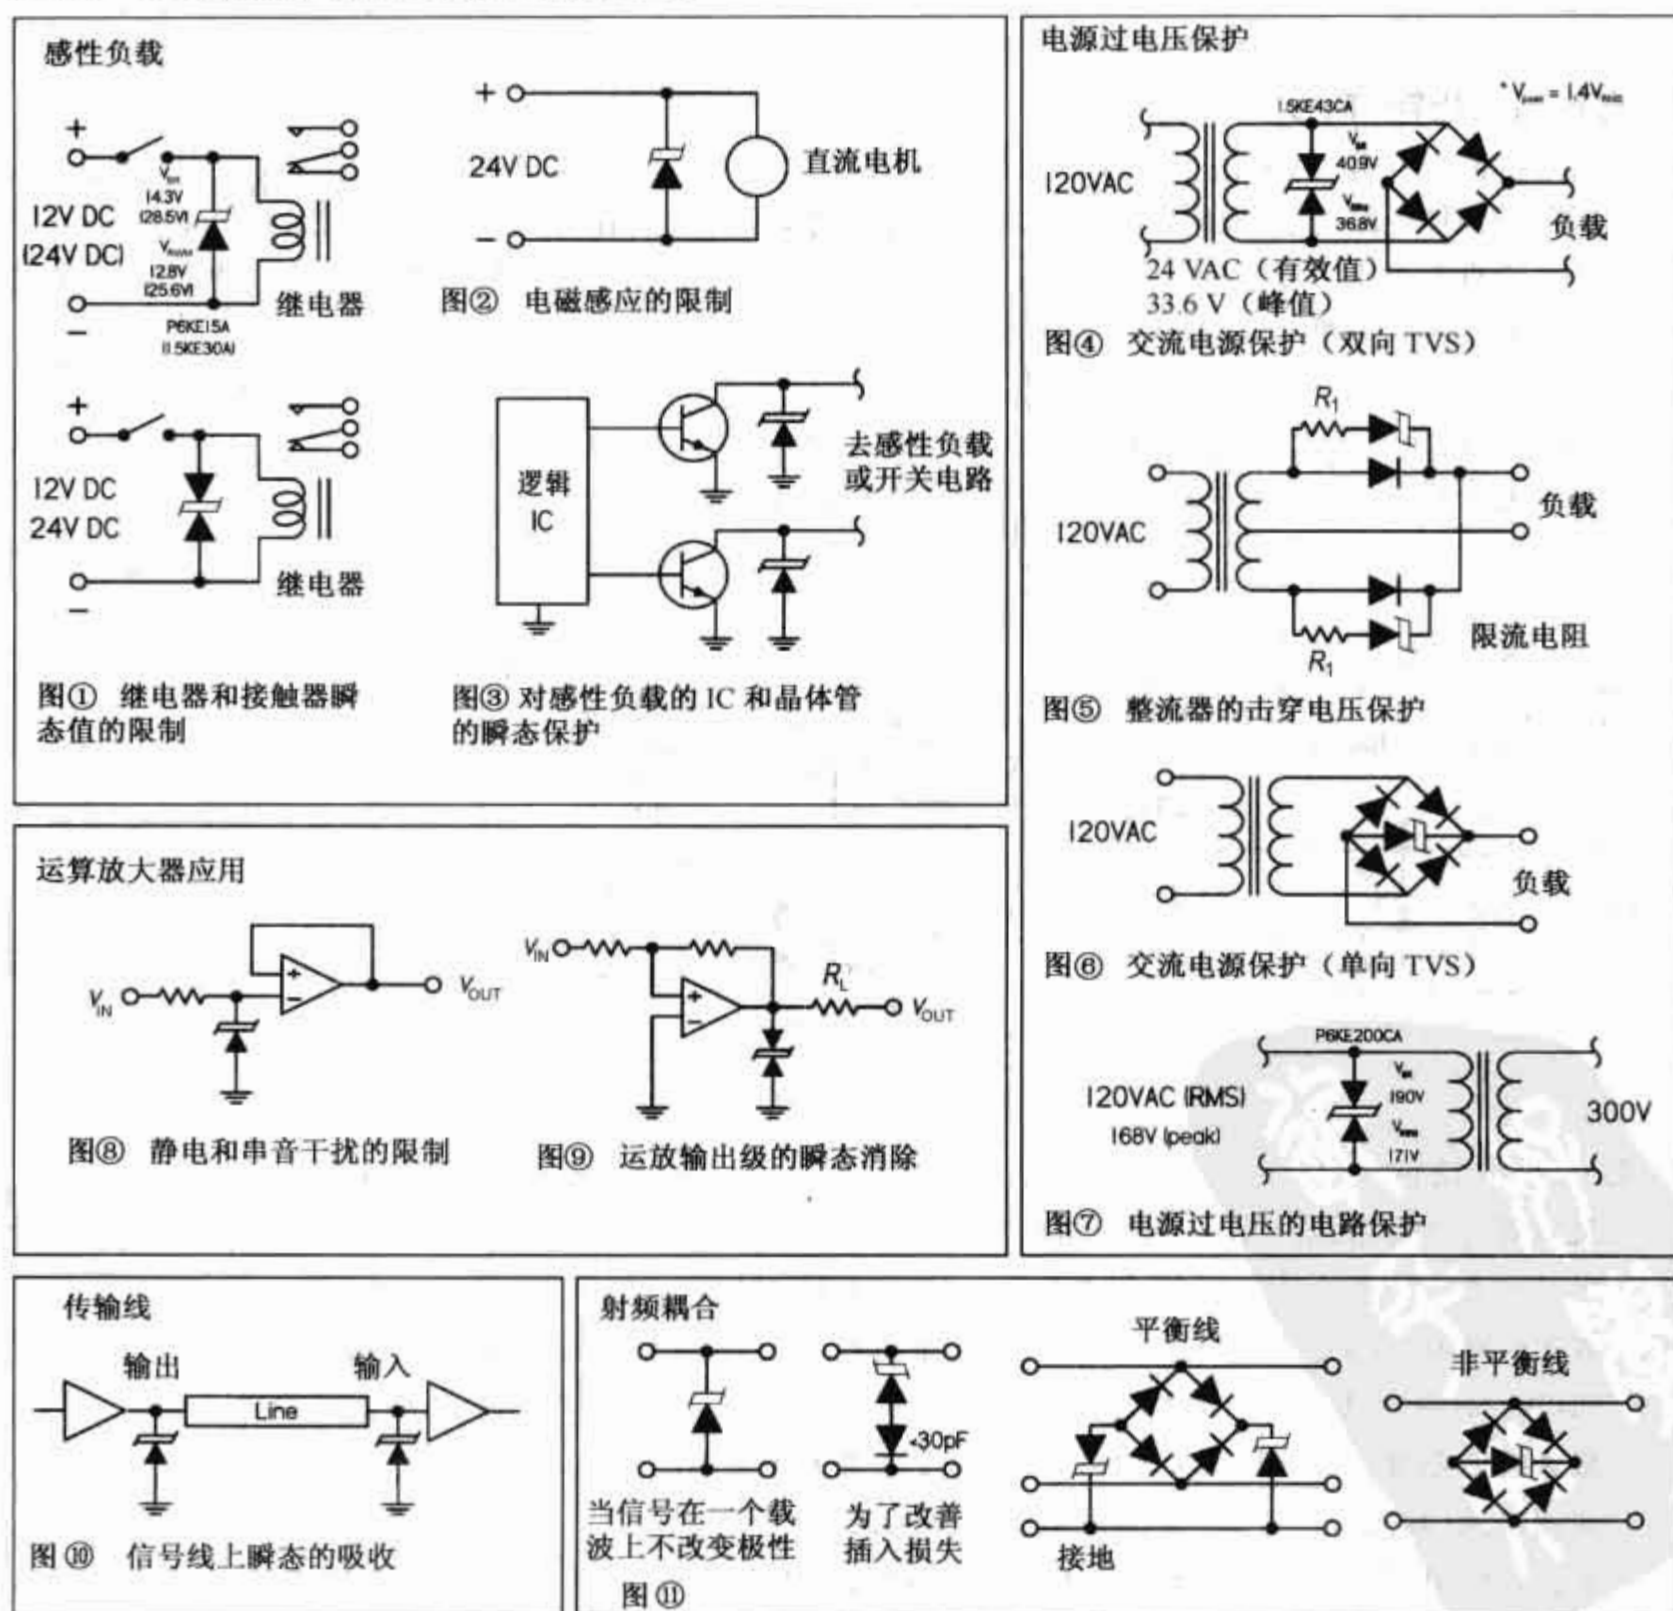 感性负载
+
12V DC
(24V DC)
14.3V
(28.5V)
12.8V
(25.6V)
−
P6KE15A
(1.5KE30A)
继电器
+
24V DC
−
直流电机
图② 电磁感应的限制
+
12V DC
24V DC
−
继电器
图① 继电器和接触器瞬
态值的限制
逻辑
IC
去感性负载
或开关电路
图③ 对感性负载的 IC 和晶体管
的瞬态保护
电源过电压保护
1.5KE43CA
120VAC
40.9V
36.8V
负载
24 VAC（有效值）
33.6 V（峰值）
图④ 交流电源保护（双向 TVS）
R1
120VAC
负载
限流电阻
R1
图⑤ 整流器的击穿电压保护
120VAC
负载
图⑥ 交流电源保护（单向 TVS）
P6KE200CA
120VAC (RMS)
168V (peak)
190V
171V
300V
图⑦ 电源过电压的电路保护
运算放大器应用
VIN
+
−
VOUT
图⑧ 静电和串音干扰的限制
VIN
+
−
RL
VOUT
图⑨ 运放输出级的瞬态消除
传输线
输出
Line
输入
图⑩ 信号线上瞬态的吸收
射频耦合
当信号在一个载
波上不改变极性
<30pF
为了改善
插入损失
平衡线
接地
非平衡线
图⑪